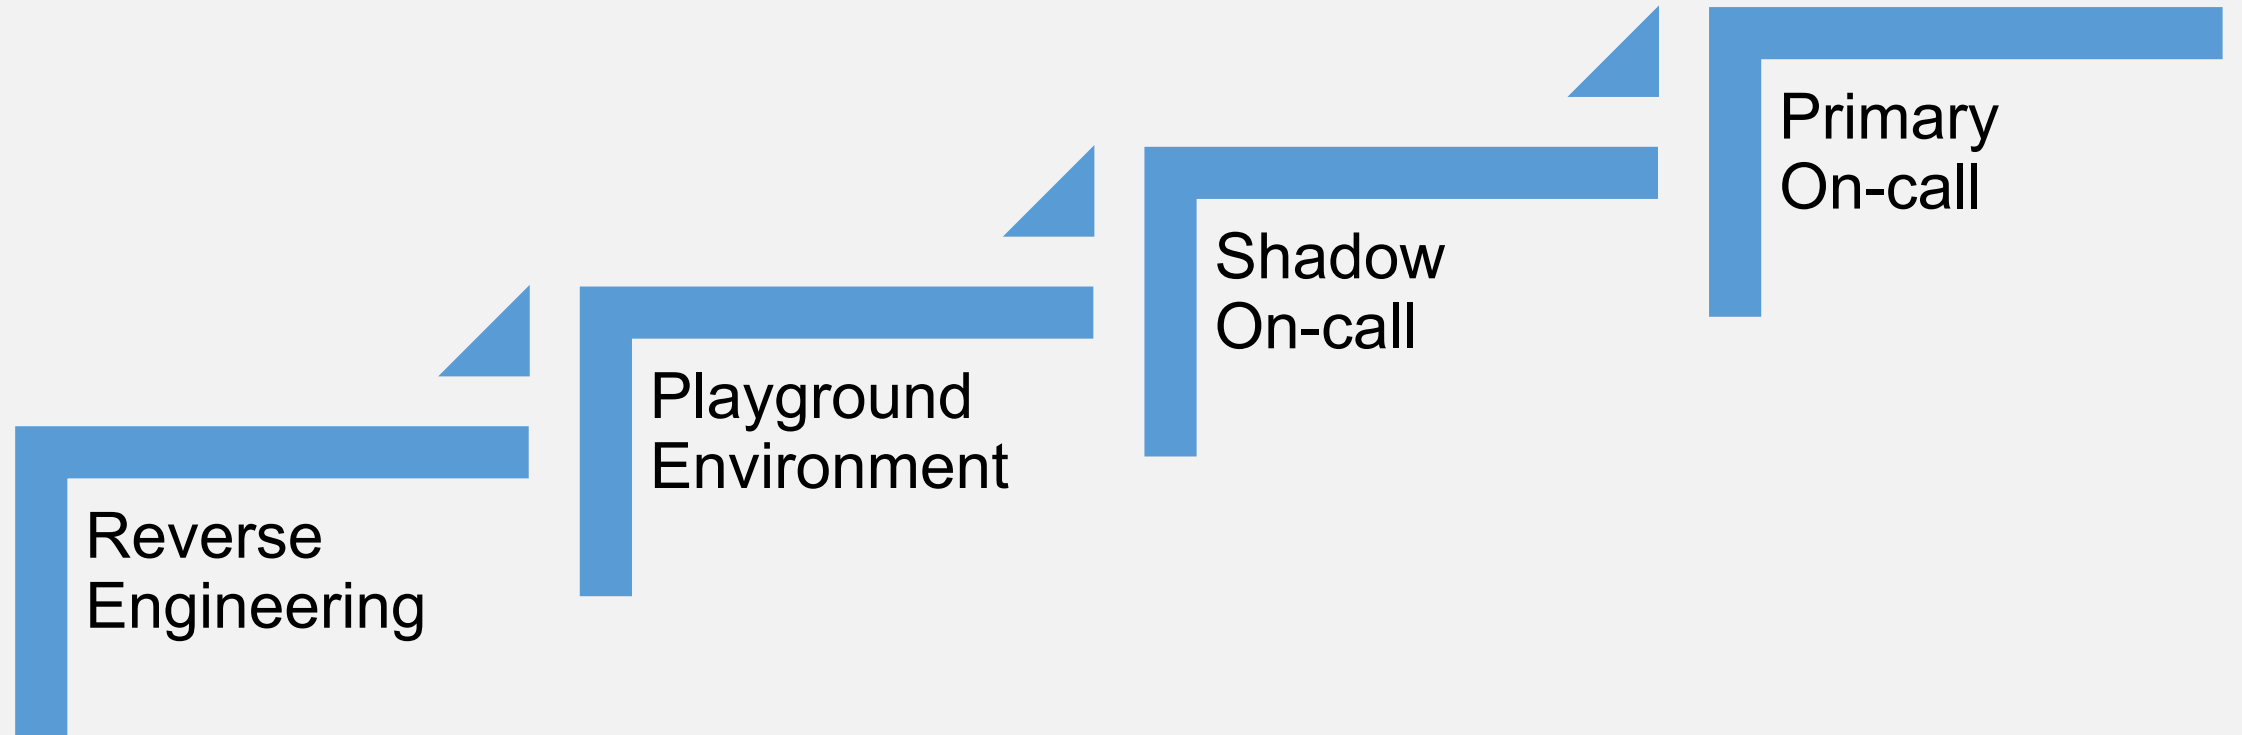 Reverse
Engineering
Playground
Environment
Shadow
On-call
Primary
On-call